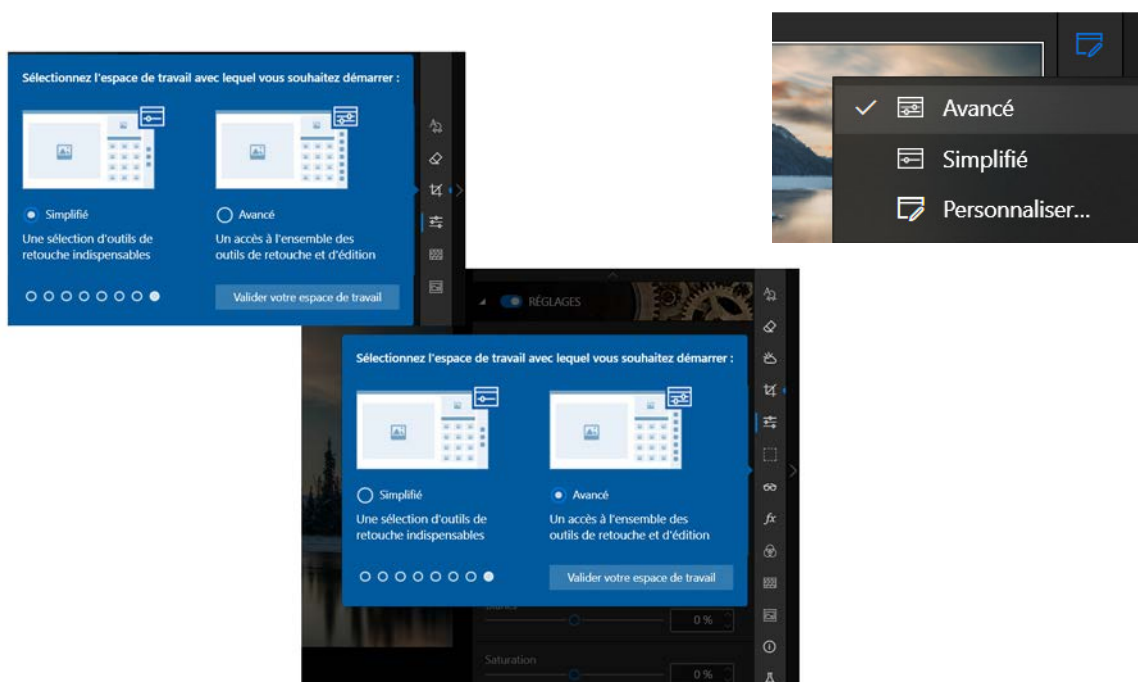 Sélectionnez l'espace de travail avec lequel vous souhaitez démarrer :
Simplifié
Une sélection d'outils de
retouche indispensables
Avancé
Un accès à l'ensemble des
outils de retouche et d'édition
Valider votre espace de travail
Avancé
Simplifié
Personnaliser...
RÉGLAGES
Sélectionnez l'espace de travail avec lequel vous souhaitez démarrer :
Simplifié
Une sélection d'outils de
retouche indispensables
Avancé
Un accès à l'ensemble des
outils de retouche et d'édition
Valider votre espace de travail
0 %
Saturation
0 %
fx